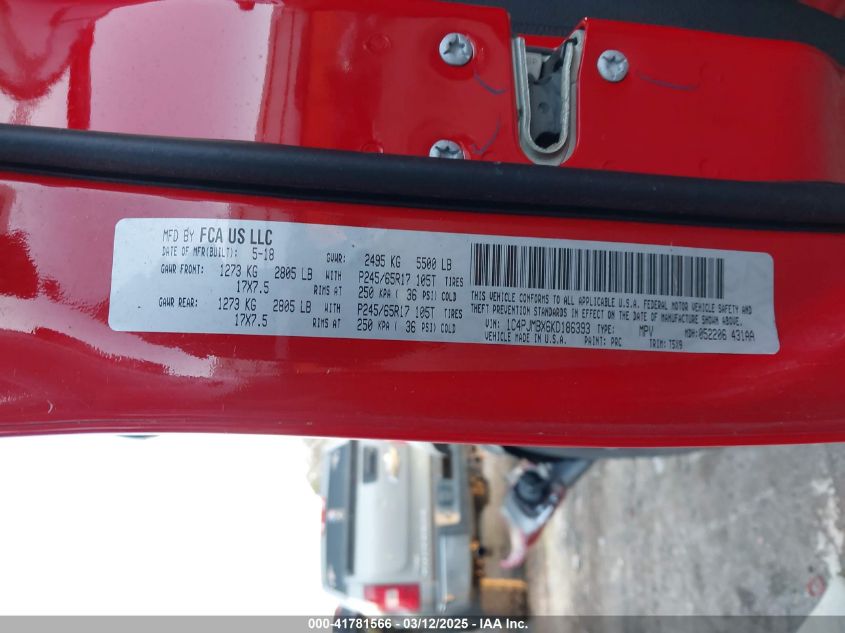 MFD BY FCA US LLC
DATE OF MFR(BUILT): 5-18 GVWR: 2495 KG 5500 LB
GAWR FRONT: 1273 KG 2805 LB WITH P245/65R17 105T TIRES
17X7.5 RIMS AT 250 KPA ( 36 PSI) COLD
GAWR REAR: 1273 KG 2805 LB WITH P245/65R17 105T TIRES
17X7.5 RIMS AT 250 KPA ( 36 PSI) COLD
THIS VEHICLE CONFORMS TO ALL APPLICABLE U.S.A. FEDERAL MOTOR VEHICLE SAFETY AND
THEFT PREVENTION STANDARDS IN EFFECT ON THE DATE OF MANUFACTURE SHOWN ABOVE.
VIN: 1C4PJMBX6KD186393 TYPE: MPV MDH: 052206 431AA
VEHICLE MADE IN U.S.A. PAINT: PRC TRIM: T5X9
000-41781566 - 03/12/2025 - IAA Inc.